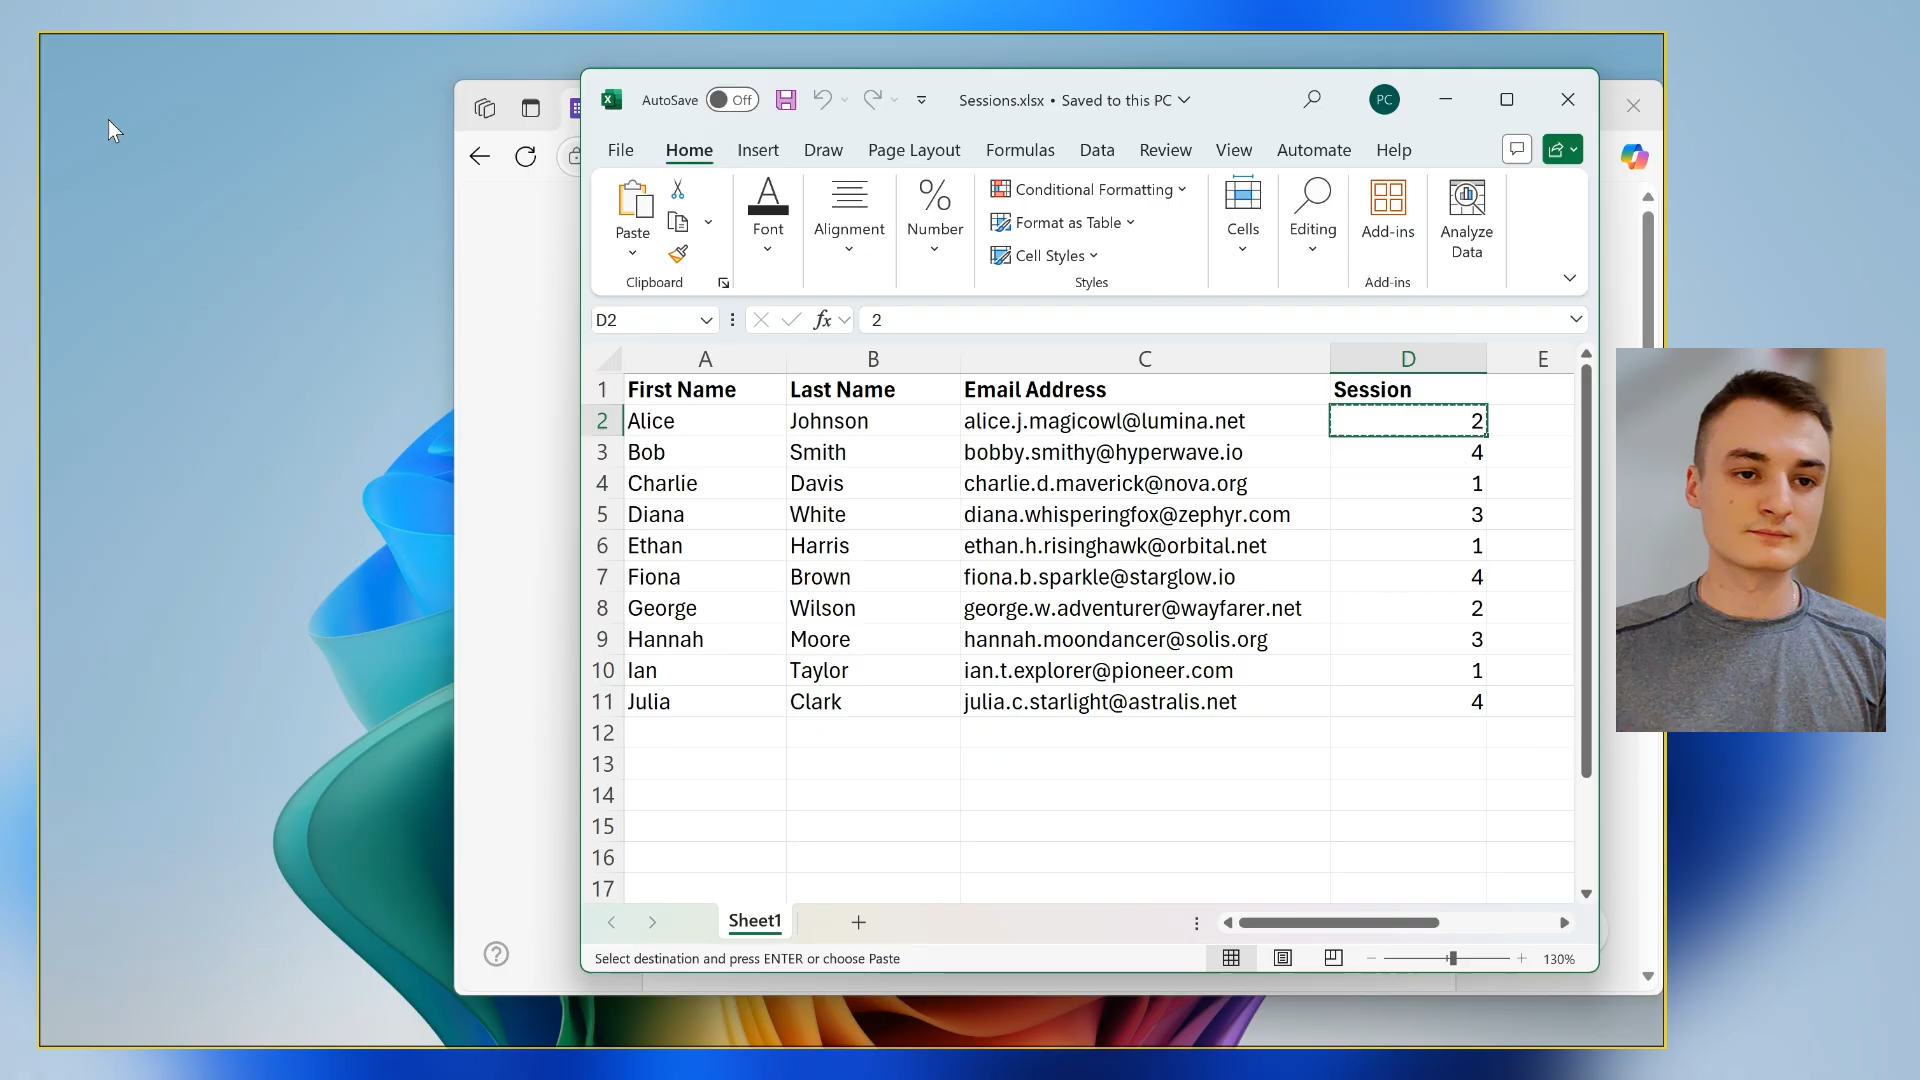 AutoSave Off Sessions.xlsx • Saved to this PC PC
File Home Insert Draw Page Layout Formulas Data Review View Automate Help
Paste
Clipboard
Font
Alignment
Number
Conditional Formatting
Format as Table
Cell Styles
Styles
Cells
Editing
Add-ins
Add-ins
Analyze
Data
D2 fx 2
A B C D E
1 First Name Last Name Email Address Session
2 Alice Johnson alice.j.magicowl@lumina.net 2
3 Bob Smith bobby.smithy@hyperwave.io 4
4 Charlie Davis charlie.d.maverick@nova.org 1
5 Diana White diana.whisperingfox@zephyr.com 3
6 Ethan Harris ethan.h.risinghawk@orbital.net 1
7 Fiona Brown fiona.b.sparkle@starglow.io 4
8 George Wilson george.w.adventurer@wayfarer.net 2
9 Hannah Moore hannah.moondancer@solis.org 3
10 Ian Taylor ian.t.explorer@pioneer.com 1
11 Julia Clark julia.c.starlight@astralis.net 4
12
13
14
15
16
17
Sheet1
Select destination and press ENTER or choose Paste 130%